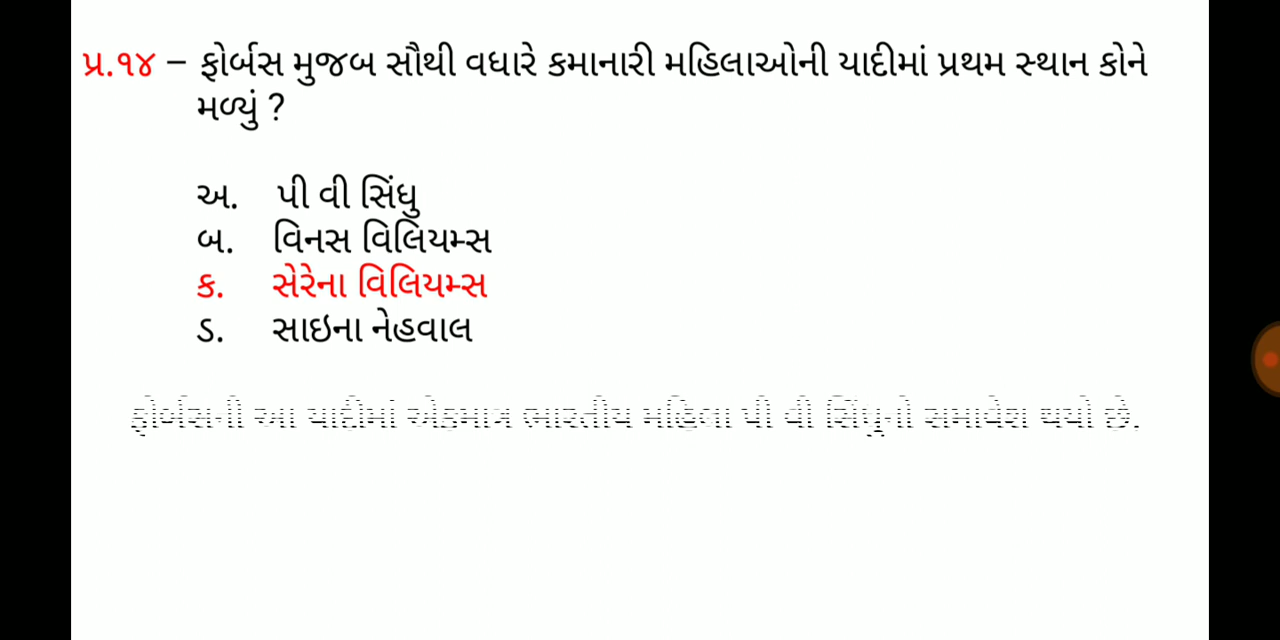 પ્ર.૧૪ – ફોર્બસ મુજબ સૌથી વધારે કમાનારી મહિલાઓની યાદીમાં પ્રથમ સ્થાન કોને
મળ્યું ?
અ. પી વી સિંધુ
બ. વિનસ વિલિયમ્સ
ક. સેરેના વિલિયમ્સ
ડ. સાઇના નેહવાલ
ફોર્બસની આ યાદીમાં એકમાત્ર ભારતીય મહિલા પી વી સિંધુનો સમાવેશ થયો છે.